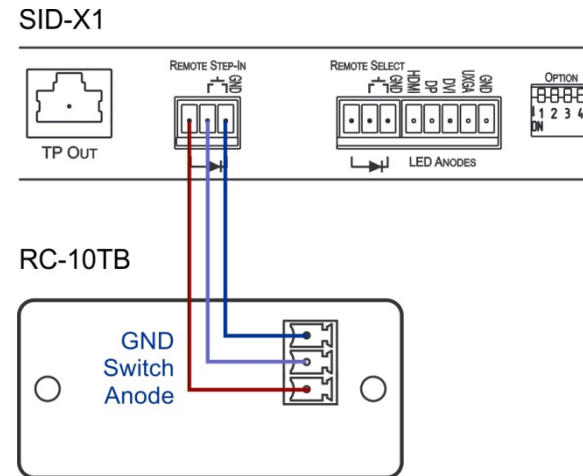 SID-X1
REMOTE STEP-IN
GND
TP OUT
REMOTE SELECT
GND
HDMI
DP
DVI
UXGA
GND
LED ANODES
OPTION
1 2 3 4
ON
RC-10TB
GND
Switch
Anode